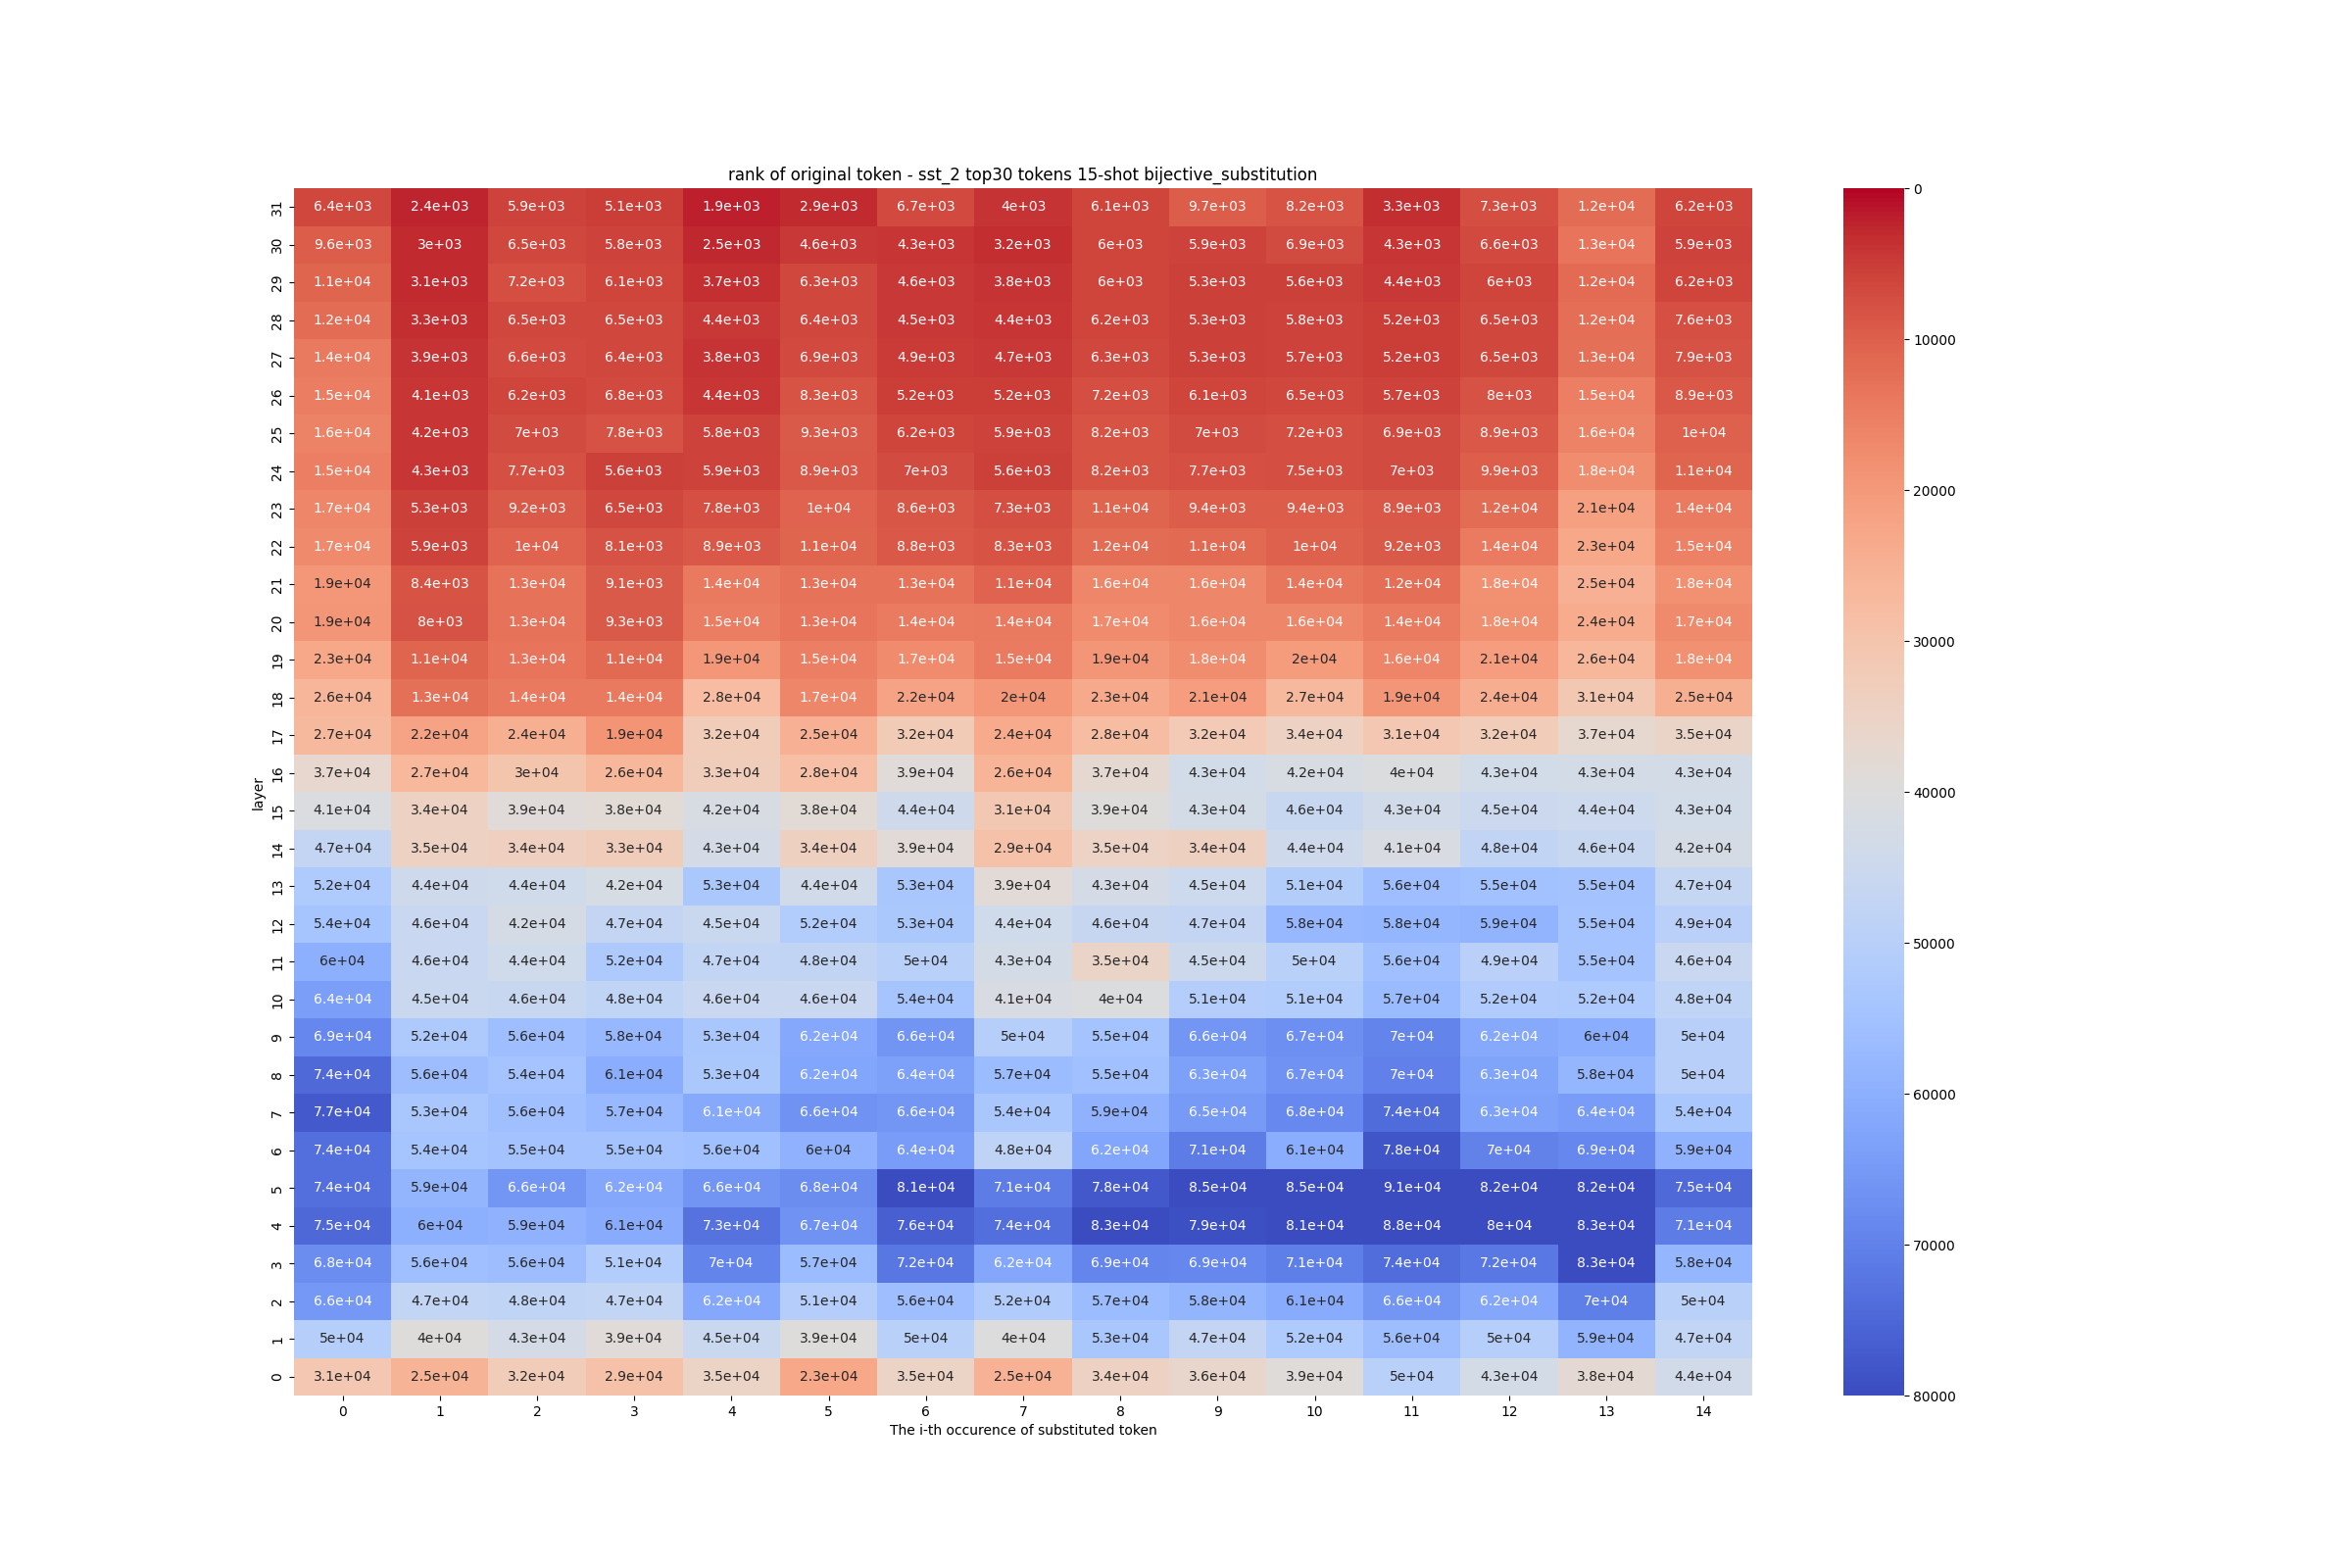 rank of original token - sst_2 top30 tokens 15-shot bijective_substitution
31 6.4e+03 2.4e+03 5.9e+03 5.1e+03 1.9e+03 2.9e+03 6.7e+03 4e+03 6.1e+03 9.7e+03 8.2e+03 3.3e+03 7.3e+03 1.2e+04 6.2e+03 0
30 9.6e+03 3e+03 6.5e+03 5.8e+03 2.5e+03 4.6e+03 4.3e+03 3.2e+03 6e+03 5.9e+03 6.9e+03 4.3e+03 6.6e+03 1.3e+04 5.9e+03
29 1.1e+04 3.1e+03 7.2e+03 6.1e+03 3.7e+03 6.3e+03 4.6e+03 3.8e+03 6e+03 5.3e+03 5.6e+03 4.4e+03 6e+03 1.2e+04 6.2e+03
28 1.2e+04 3.3e+03 6.5e+03 6.5e+03 4.4e+03 6.4e+03 4.5e+03 4.4e+03 6.2e+03 5.3e+03 5.8e+03 5.2e+03 6.5e+03 1.2e+04 7.6e+03
27 1.4e+04 3.9e+03 6.6e+03 6.4e+03 3.8e+03 6.9e+03 4.9e+03 4.7e+03 6.3e+03 5.3e+03 5.7e+03 5.2e+03 6.5e+03 1.3e+04 7.9e+03 10000
26 1.5e+04 4.1e+03 6.2e+03 6.8e+03 4.4e+03 8.3e+03 5.2e+03 5.2e+03 7.2e+03 6.1e+03 6.5e+03 5.7e+03 8e+03 1.5e+04 8.9e+03
25 1.6e+04 4.2e+03 7e+03 7.8e+03 5.8e+03 9.3e+03 6.2e+03 5.9e+03 8.2e+03 7e+03 7.2e+03 6.9e+03 8.9e+03 1.6e+04 1e+04
24 1.5e+04 4.3e+03 7.7e+03 5.6e+03 5.9e+03 8.9e+03 7e+03 5.6e+03 8.2e+03 7.7e+03 7.5e+03 7e+03 9.9e+03 1.8e+04 1.1e+04
23 1.7e+04 5.3e+03 9.2e+03 6.5e+03 7.8e+03 1e+04 8.6e+03 7.3e+03 1.1e+04 9.4e+03 9.4e+03 8.9e+03 1.2e+04 2.1e+04 1.4e+04 20000
22 1.7e+04 5.9e+03 1e+04 8.1e+03 8.9e+03 1.1e+04 8.8e+03 8.3e+03 1.2e+04 1.1e+04 1e+04 9.2e+03 1.4e+04 2.3e+04 1.5e+04
21 1.9e+04 8.4e+03 1.3e+04 9.1e+03 1.4e+04 1.3e+04 1.3e+04 1.1e+04 1.6e+04 1.6e+04 1.4e+04 1.2e+04 1.8e+04 2.5e+04 1.8e+04
20 1.9e+04 8e+03 1.3e+04 9.3e+03 1.5e+04 1.3e+04 1.4e+04 1.4e+04 1.7e+04 1.6e+04 1.6e+04 1.4e+04 1.8e+04 2.4e+04 1.7e+04 30000
19 2.3e+04 1.1e+04 1.3e+04 1.1e+04 1.9e+04 1.5e+04 1.7e+04 1.5e+04 1.9e+04 1.8e+04 2e+04 1.6e+04 2.1e+04 2.6e+04 1.8e+04
18 2.6e+04 1.3e+04 1.4e+04 1.4e+04 2.8e+04 1.7e+04 2.2e+04 2e+04 2.3e+04 2.1e+04 2.7e+04 1.9e+04 2.4e+04 3.1e+04 2.5e+04
17 2.7e+04 2.2e+04 2.4e+04 1.9e+04 3.2e+04 2.5e+04 3.2e+04 2.4e+04 2.8e+04 3.2e+04 3.4e+04 3.1e+04 3.2e+04 3.7e+04 3.5e+04
16 3.7e+04 2.7e+04 3e+04 2.6e+04 3.3e+04 2.8e+04 3.9e+04 2.6e+04 3.7e+04 4.3e+04 4.2e+04 4e+04 4.3e+04 4.3e+04 4.3e+04 40000
layer
15 4.1e+04 3.4e+04 3.9e+04 3.8e+04 4.2e+04 3.8e+04 4.4e+04 3.1e+04 3.9e+04 4.3e+04 4.6e+04 4.3e+04 4.5e+04 4.4e+04 4.3e+04
14 4.7e+04 3.5e+04 3.4e+04 3.3e+04 4.3e+04 3.4e+04 3.9e+04 2.9e+04 3.5e+04 3.4e+04 4.4e+04 4.1e+04 4.8e+04 4.6e+04 4.2e+04
13 5.2e+04 4.4e+04 4.4e+04 4.2e+04 5.3e+04 4.4e+04 5.3e+04 3.9e+04 4.3e+04 4.5e+04 5.1e+04 5.6e+04 5.5e+04 5.5e+04 4.7e+04
12 5.4e+04 4.6e+04 4.2e+04 4.7e+04 4.5e+04 5.2e+04 5.3e+04 4.4e+04 4.6e+04 4.7e+04 5.8e+04 5.8e+04 5.9e+04 5.5e+04 4.9e+04 50000
11 6e+04 4.6e+04 4.4e+04 5.2e+04 4.7e+04 4.8e+04 5e+04 4.3e+04 3.5e+04 4.5e+04 5e+04 5.6e+04 4.9e+04 5.5e+04 4.6e+04
10 6.4e+04 4.5e+04 4.6e+04 4.8e+04 4.6e+04 4.6e+04 5.4e+04 4.1e+04 4e+04 5.1e+04 5.1e+04 5.7e+04 5.2e+04 5.2e+04 4.8e+04
9 6.9e+04 5.2e+04 5.6e+04 5.8e+04 5.3e+04 6.2e+04 6.6e+04 5e+04 5.5e+04 6.6e+04 6.7e+04 7e+04 6.2e+04 6e+04 5e+04
8 7.4e+04 5.6e+04 5.4e+04 6.1e+04 5.3e+04 6.2e+04 6.4e+04 5.7e+04 5.5e+04 6.3e+04 6.7e+04 7e+04 6.3e+04 5.8e+04 5e+04
7 7.7e+04 5.3e+04 5.6e+04 5.7e+04 6.1e+04 6.6e+04 6.6e+04 5.4e+04 5.9e+04 6.5e+04 6.8e+04 7.4e+04 6.3e+04 6.4e+04 5.4e+04 60000
6 7.4e+04 5.4e+04 5.5e+04 5.5e+04 5.6e+04 6e+04 6.4e+04 4.8e+04 6.2e+04 7.1e+04 6.1e+04 7.8e+04 7e+04 6.9e+04 5.9e+04
5 7.4e+04 5.9e+04 6.6e+04 6.2e+04 6.6e+04 6.8e+04 8.1e+04 7.1e+04 7.8e+04 8.5e+04 8.5e+04 9.1e+04 8.2e+04 8.2e+04 7.5e+04
4 7.5e+04 6e+04 5.9e+04 6.1e+04 7.3e+04 6.7e+04 7.6e+04 7.4e+04 8.3e+04 7.9e+04 8.1e+04 8.8e+04 8e+04 8.3e+04 7.1e+04 70000
3 6.8e+04 5.6e+04 5.6e+04 5.1e+04 7e+04 5.7e+04 7.2e+04 6.2e+04 6.9e+04 6.9e+04 7.1e+04 7.4e+04 7.2e+04 8.3e+04 5.8e+04
2 6.6e+04 4.7e+04 4.8e+04 4.7e+04 6.2e+04 5.1e+04 5.6e+04 5.2e+04 5.7e+04 5.8e+04 6.1e+04 6.6e+04 6.2e+04 7e+04 5e+04
1 5e+04 4e+04 4.3e+04 3.9e+04 4.5e+04 3.9e+04 5e+04 4e+04 5.3e+04 4.7e+04 5.2e+04 5.6e+04 5e+04 5.9e+04 4.7e+04
0 3.1e+04 2.5e+04 3.2e+04 2.9e+04 3.5e+04 2.3e+04 3.5e+04 2.5e+04 3.4e+04 3.6e+04 3.9e+04 5e+04 4.3e+04 3.8e+04 4.4e+04 80000
0 1 2 3 4 5 6 7 8 9 10 11 12 13 14
The i-th occurence of substituted token